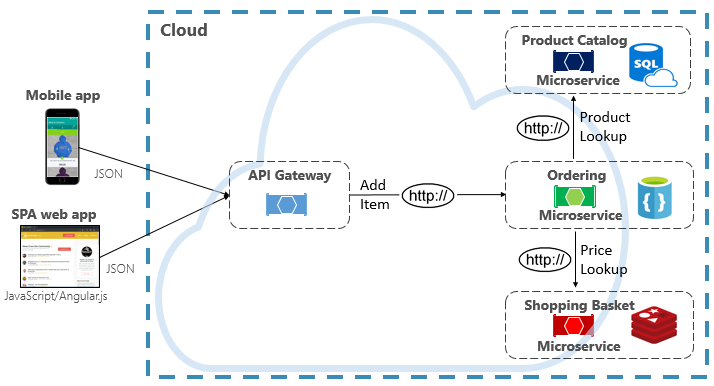 Cloud
Product Catalog
SQL
Microservice
Mobile app
http://
Product
Lookup
JSON
API Gateway
Add
Item
http://
Ordering
{ }
Microservice
SPA web app
JSON
http://
Price
Lookup
JavaScript/Angular.js
Shopping Basket
Microservice